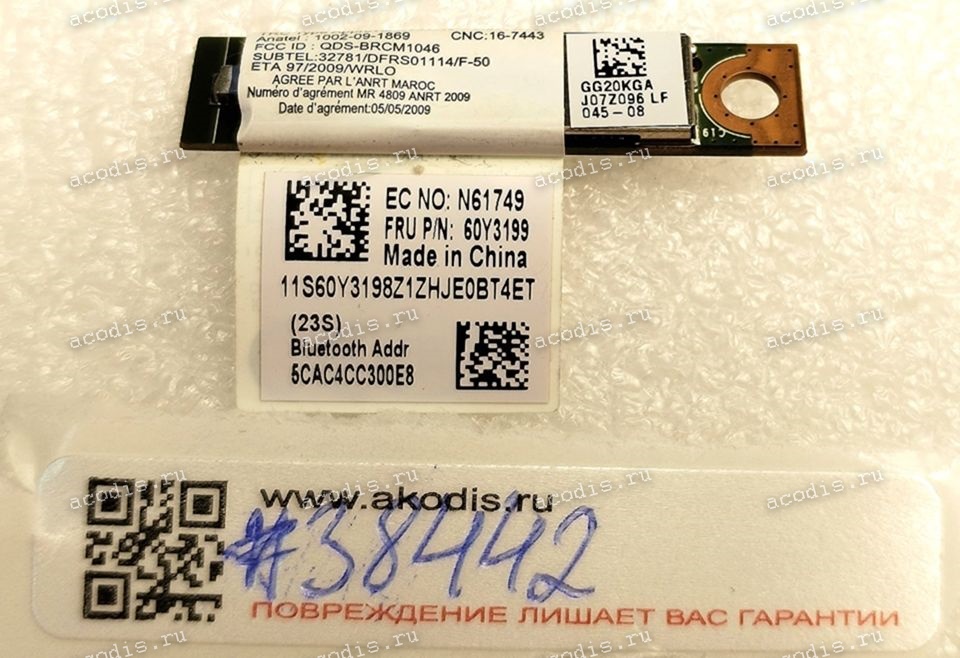 Anatel : 1002-09-1869 CNC:16-7443
FCC ID : QDS-BRCM1046
SUBTEL:32781/DFRS01114/F-50
ETA 97/2009/WRLO
AGREE PAR L'ANRT MAROC
Numéro d'agrément MR 4809 ANRT 2009
Date d'agrément:05/05/2009
GG20KGA
J07Z096 LF
045-08
C19
EC NO: N61749
FRU P/N: 60Y3199
Made in China
11S60Y3198Z1ZHJE0BT4ET
(23S)
Bluetooth Addr
5CAC4CC300E8
www.akodis.ru
#38442
ПОВРЕЖДЕНИЕ ЛИШАЕТ ВАС ГАРАНТИИ
acodis.ru